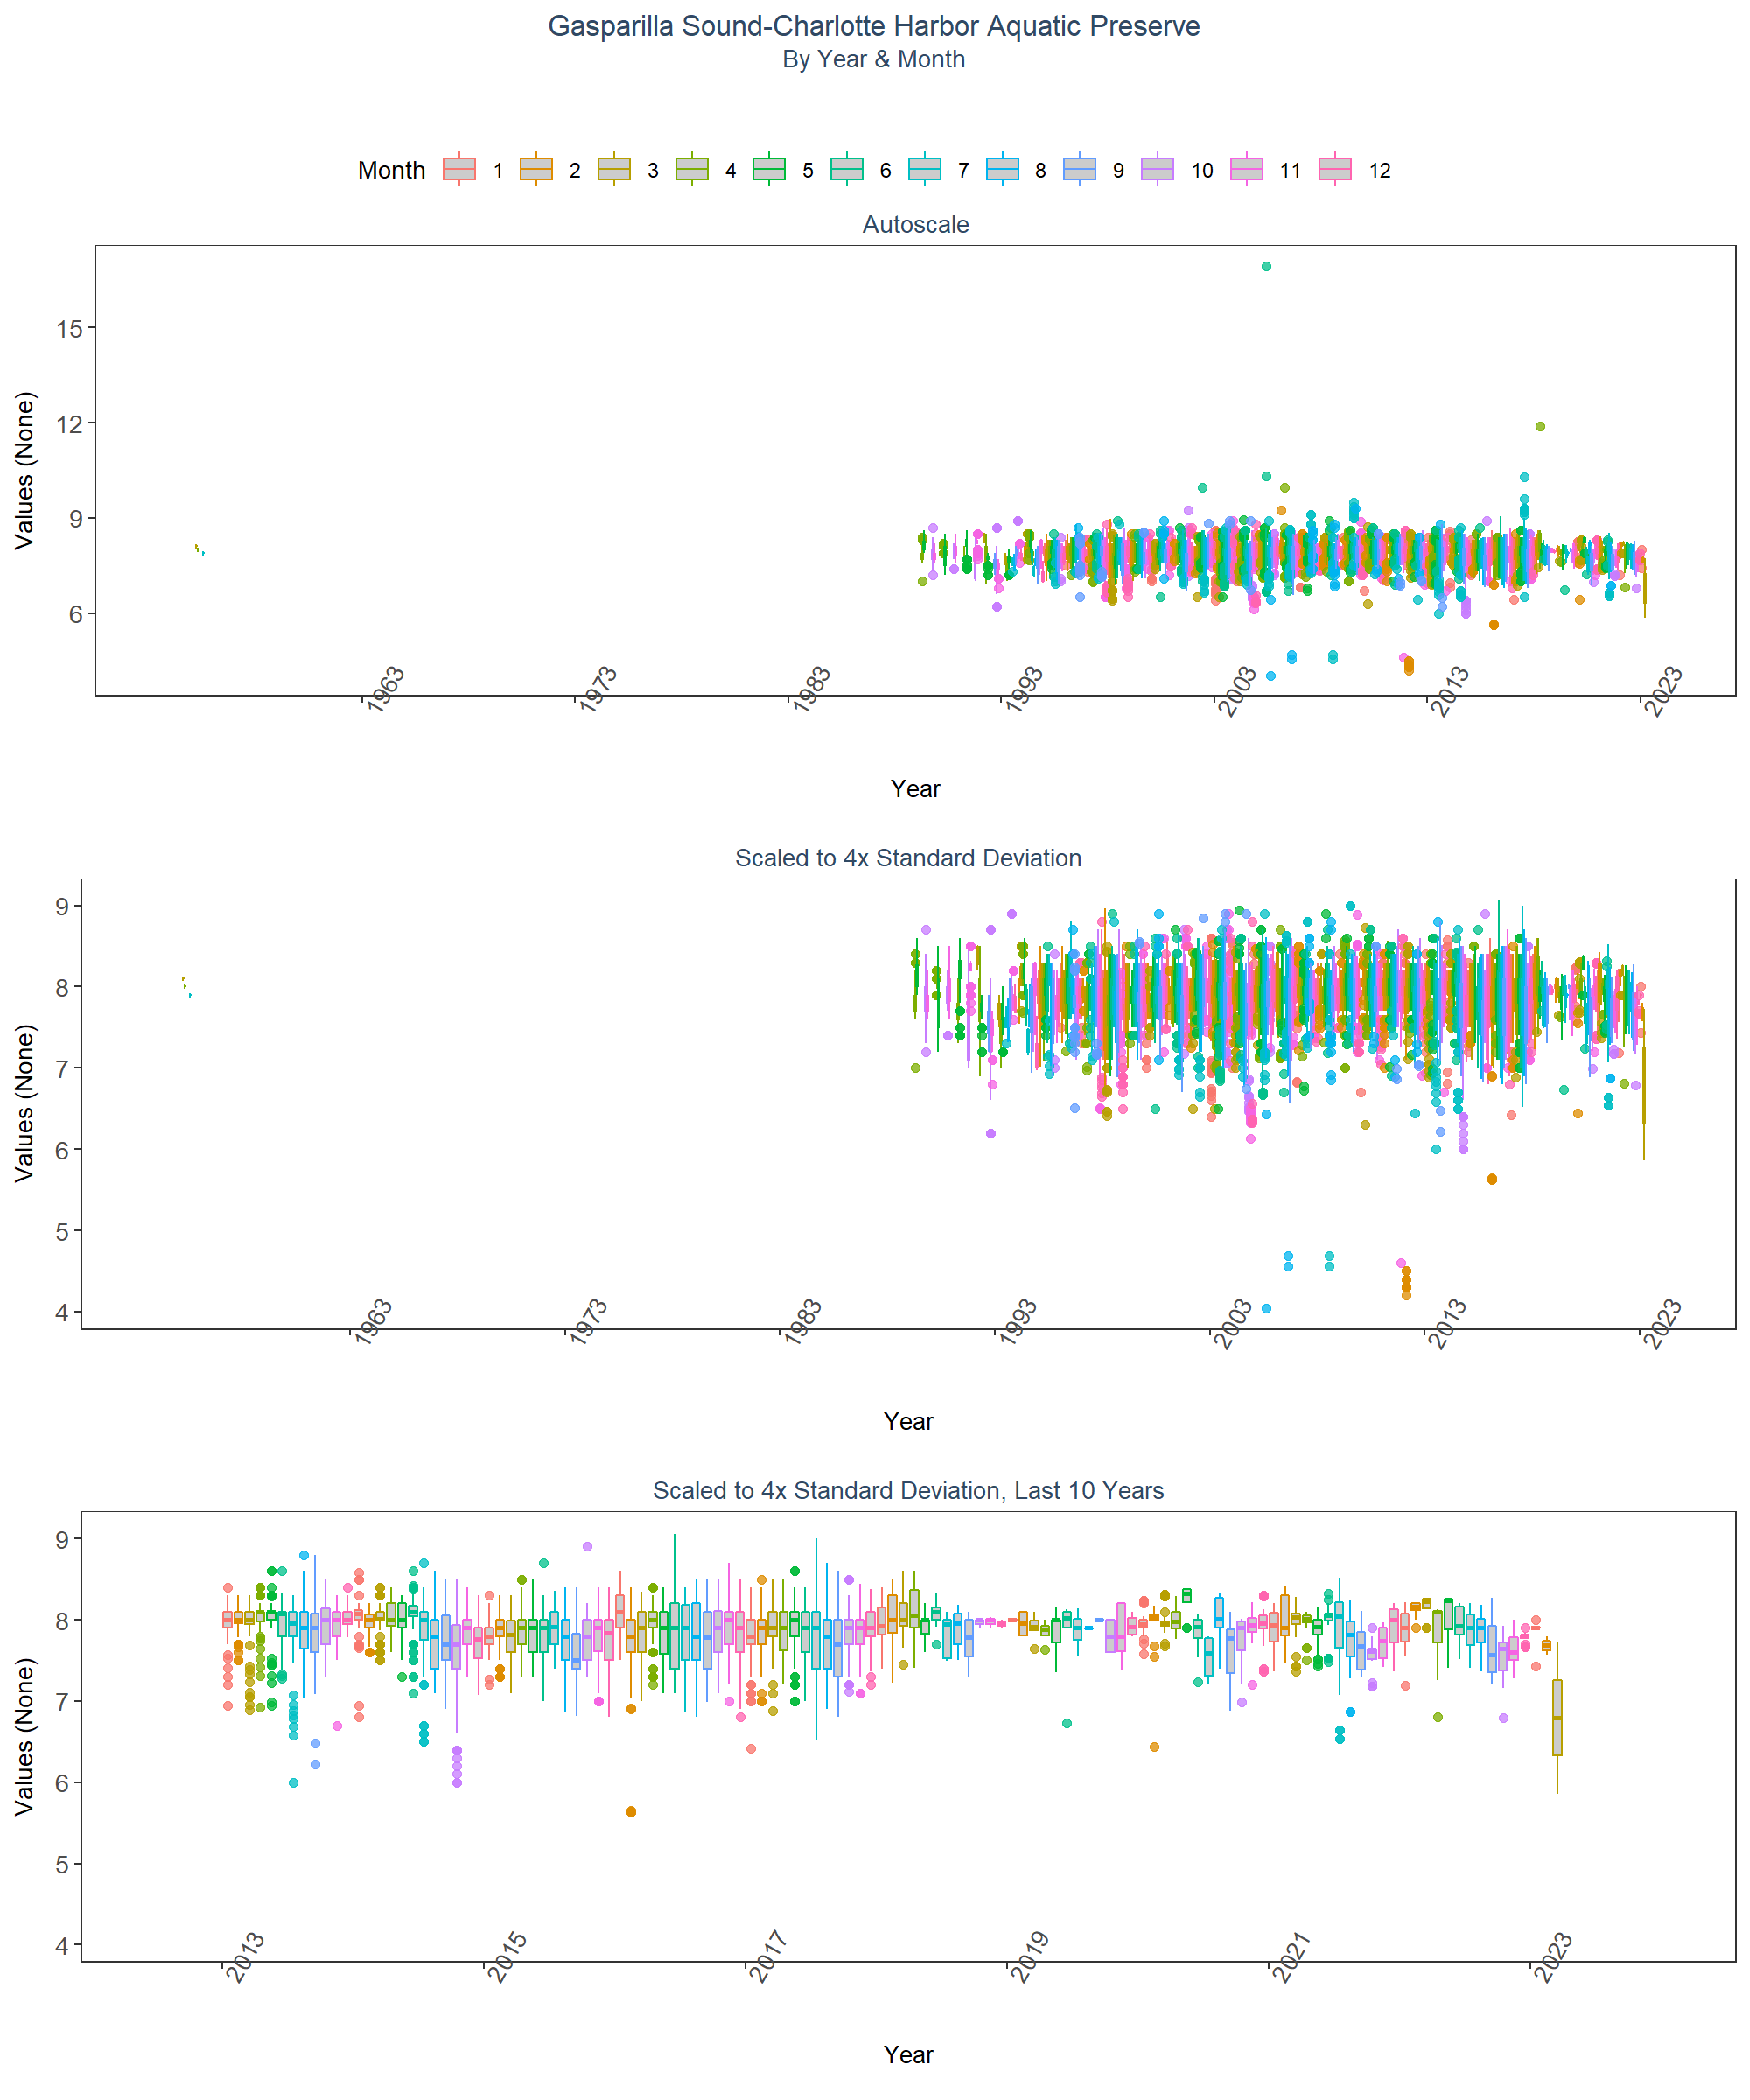 Gasparilla Sound-Charlotte Harbor Aquatic Preserve
By Year & Month
Month 1 2 3 4 5 6 7 8 9 10 11 12
Autoscale
Values (None)
15
12
9
6
1963 1973 1983 1993 2003 2013 2023
Year
Scaled to 4x Standard Deviation
Values (None)
9
8
7
6
5
4
1963 1973 1983 1993 2003 2013 2023
Year
Scaled to 4x Standard Deviation, Last 10 Years
Values (None)
9
8
7
6
5
4
2013 2015 2017 2019 2021 2023
Year